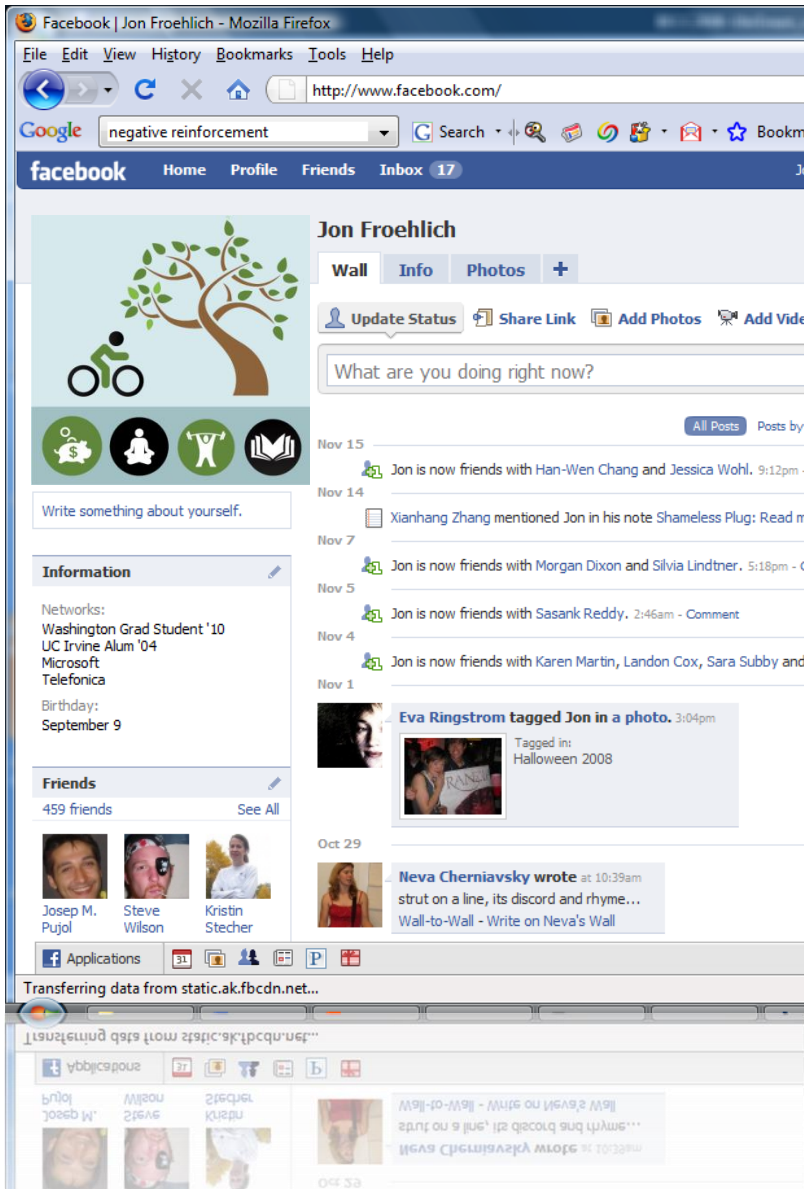 Facebook | Jon Froehlich - Mozilla Firefox
File Edit View History Bookmarks Tools Help
http://www.facebook.com/
Google negative reinforcement Search Bookm
facebook Home Profile Friends Inbox 17
Jon Froehlich
Wall Info Photos +
Update Status Share Link Add Photos Add Vide
What are you doing right now?
All Posts Posts by
Nov 15
Jon is now friends with Han-Wen Chang and Jessica Wohl. 9:12pm -
Nov 14
Xianhang Zhang mentioned Jon in his note Shameless Plug: Read m
Nov 7
Jon is now friends with Morgan Dixon and Silvia Lindtner. 5:18pm -
Nov 5
Jon is now friends with Sasank Reddy. 2:46am - Comment
Nov 4
Jon is now friends with Karen Martin, Landon Cox, Sara Subby and
Nov 1
Eva Ringstrom tagged Jon in a photo. 3:04pm
Tagged in:
Halloween 2008
Oct 29
Neva Cherniavsky wrote at 10:39am
strut on a line, its discord and rhyme...
Wall-to-Wall - Write on Neva's Wall
$
Write something about yourself.
Information
Networks:
Washington Grad Student '10
UC Irvine Alum '04
Microsoft
Telefonica
Birthday:
September 9
Friends
459 friends See All
Josep M. Pujol
Steve Wilson
Kristin Stecher
Applications 31 P
Transferring data from static.ak.fbcdn.net...